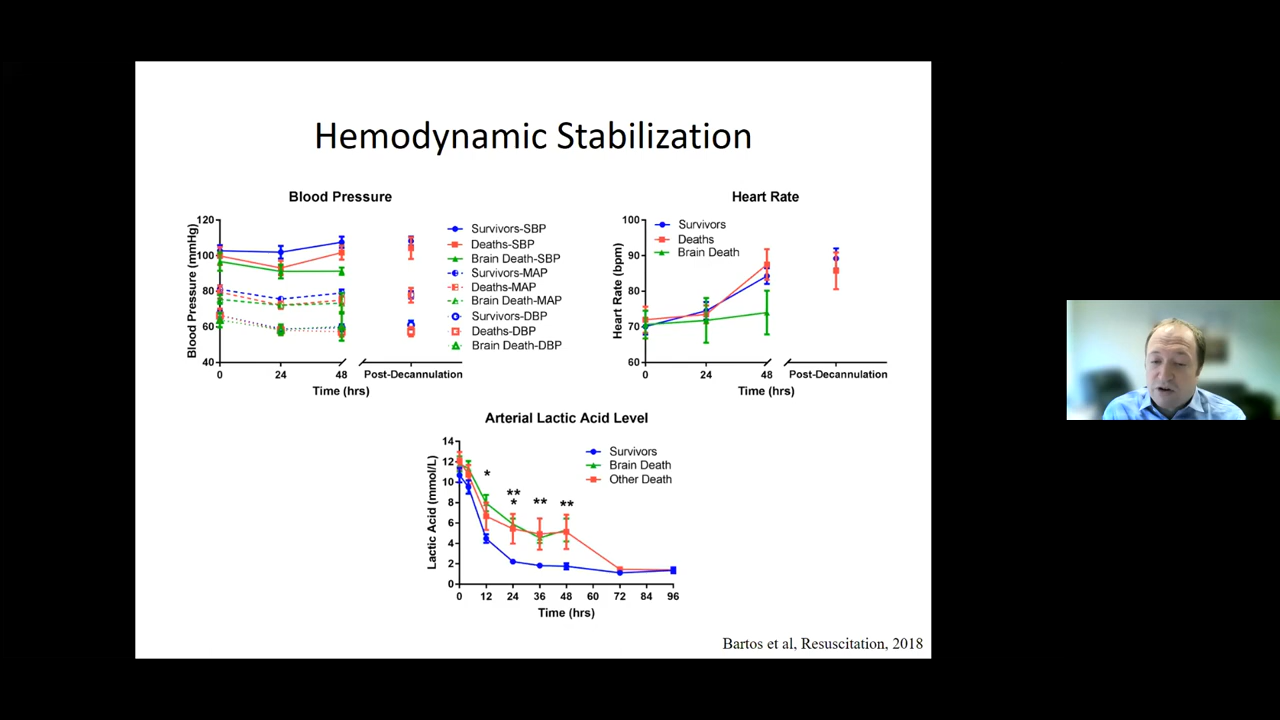 Hemodynamic Stabilization
Blood Pressure
Blood Pressure (mmHg)
120
100
80
60
40
0
24
48
Post-Decannulation
Time (hrs)
Survivors-SBP
Deaths-SBP
Brain Death-SBP
Survivors-MAP
Deaths-MAP
Brain Death-MAP
Survivors-DBP
Deaths-DBP
Brain Death-DBP
Heart Rate
Heart Rate (bpm)
100
90
80
70
60
0
24
48
Post-Decannulation
Time (hrs)
Survivors
Deaths
Brain Death
Arterial Lactic Acid Level
Lactic Acid (mmol/L)
14
12
10
8
6
4
2
0
*
**
*
**
**
0 12 24 36 48 60 72 84 96
Time (hrs)
Survivors
Brain Death
Other Death
Bartos et al, Resuscitation, 2018